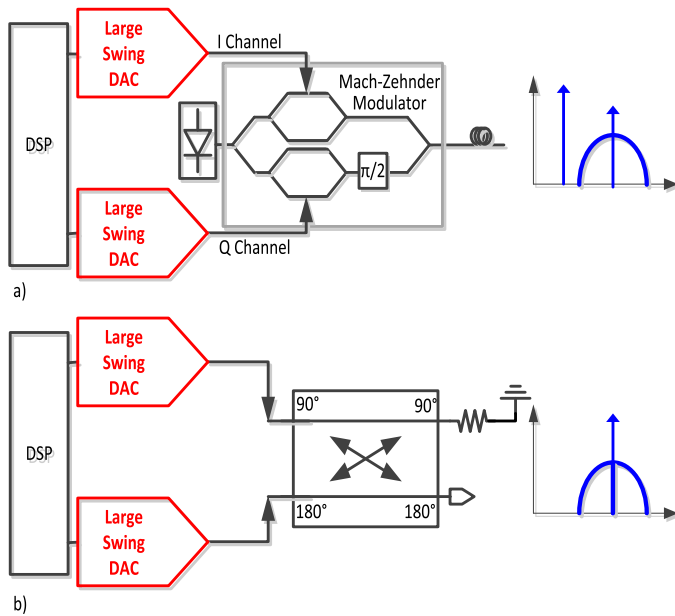 Large
Swing
DAC
I Channel
Mach-Zehnder
Modulator
DSP
π/2
Large
Swing
DAC
Q Channel
a)
Large
Swing
DAC
90°
90°
DSP
180°
180°
Large
Swing
DAC
b)